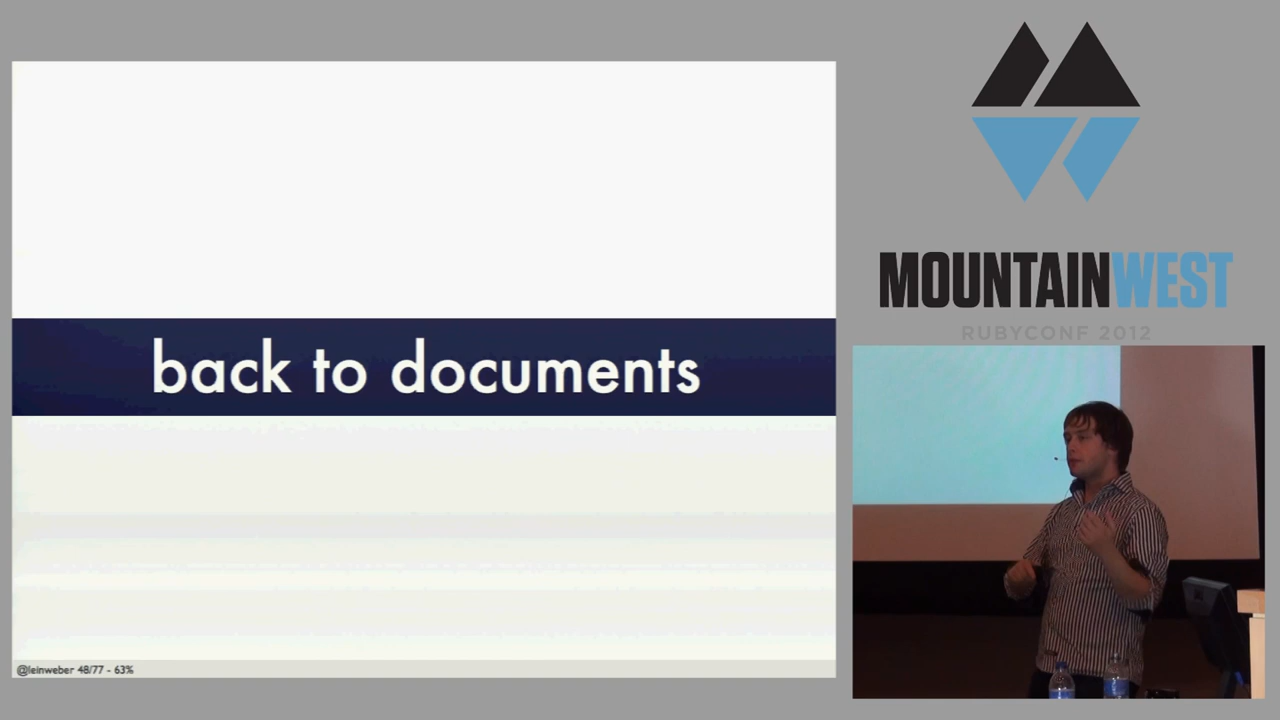 back to documents
@leinweber 48/77 - 63%
MOUNTAINWEST
RUBYCONF 2012